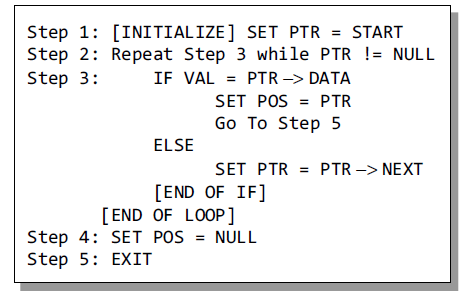 Step 1: [INITIALIZE] SET PTR = START
Step 2: Repeat Step 3 while PTR != NULL
Step 3: IF VAL = PTR —> DATA
SET POS = PTR
Go To Step 5
ELSE
SET PTR = PTR —> NEXT
[END OF IF]
[END OF LOOP]
Step 4: SET POS = NULL
Step 5: EXIT